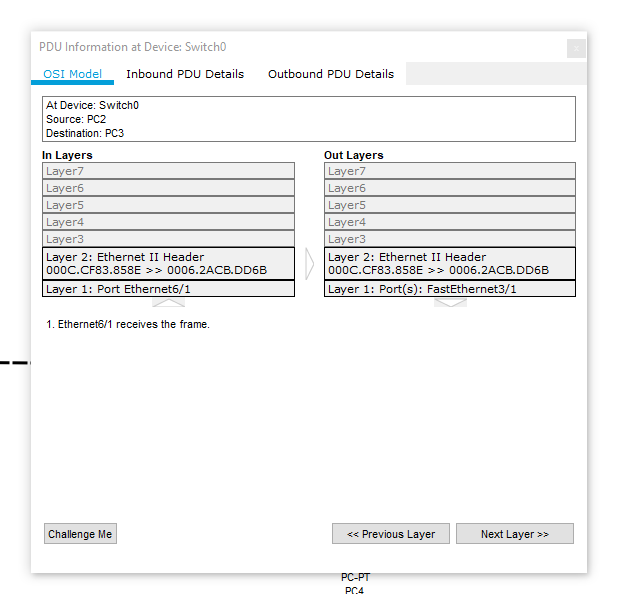 PDU Information at Device: Switch0
x
OSI Model Inbound PDU Details Outbound PDU Details
At Device: Switch0
Source: PC2
Destination: PC3
In Layers
Layer7
Layer6
Layer5
Layer4
Layer3
Layer 2: Ethernet II Header
000C.CF83.858E >> 0006.2ACB.DD6B
Layer 1: Port Ethernet6/1
Out Layers
Layer7
Layer6
Layer5
Layer4
Layer3
Layer 2: Ethernet II Header
000C.CF83.858E >> 0006.2ACB.DD6B
Layer 1: Port(s): FastEthernet3/1
1. Ethernet6/1 receives the frame.
Challenge Me << Previous Layer Next Layer >>
PC-PT
PC4